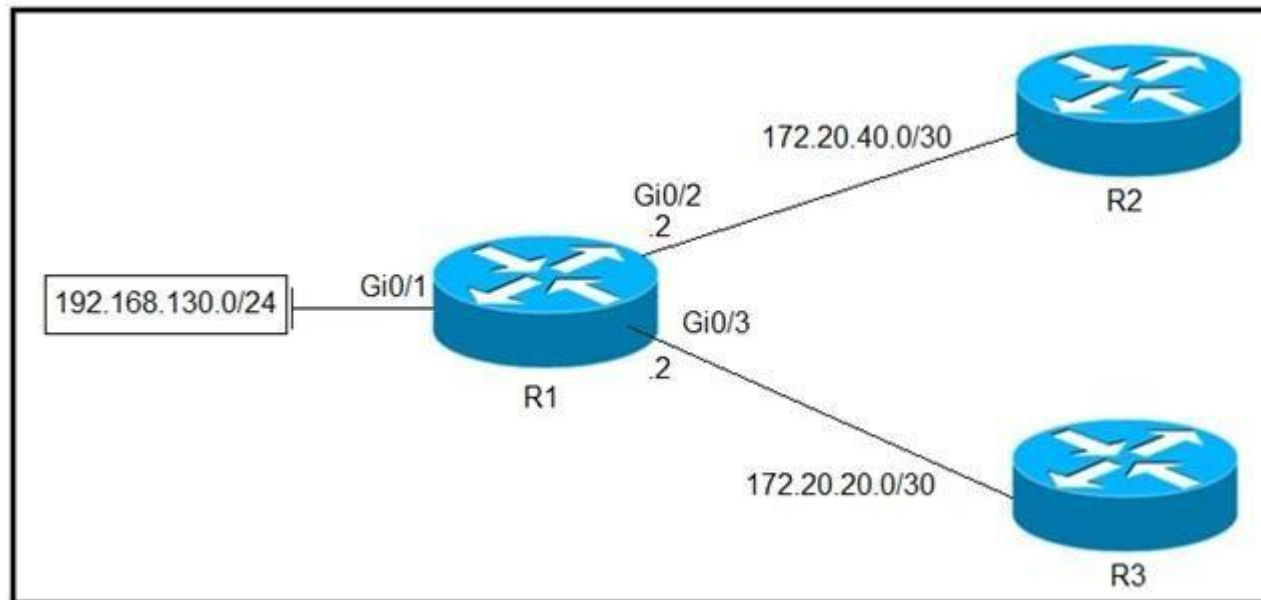 172.20.40.0/30
R2
Gi0/2
.2
192.168.130.0/24
Gi0/1
R1
Gi0/3
.2
172.20.20.0/30
R3